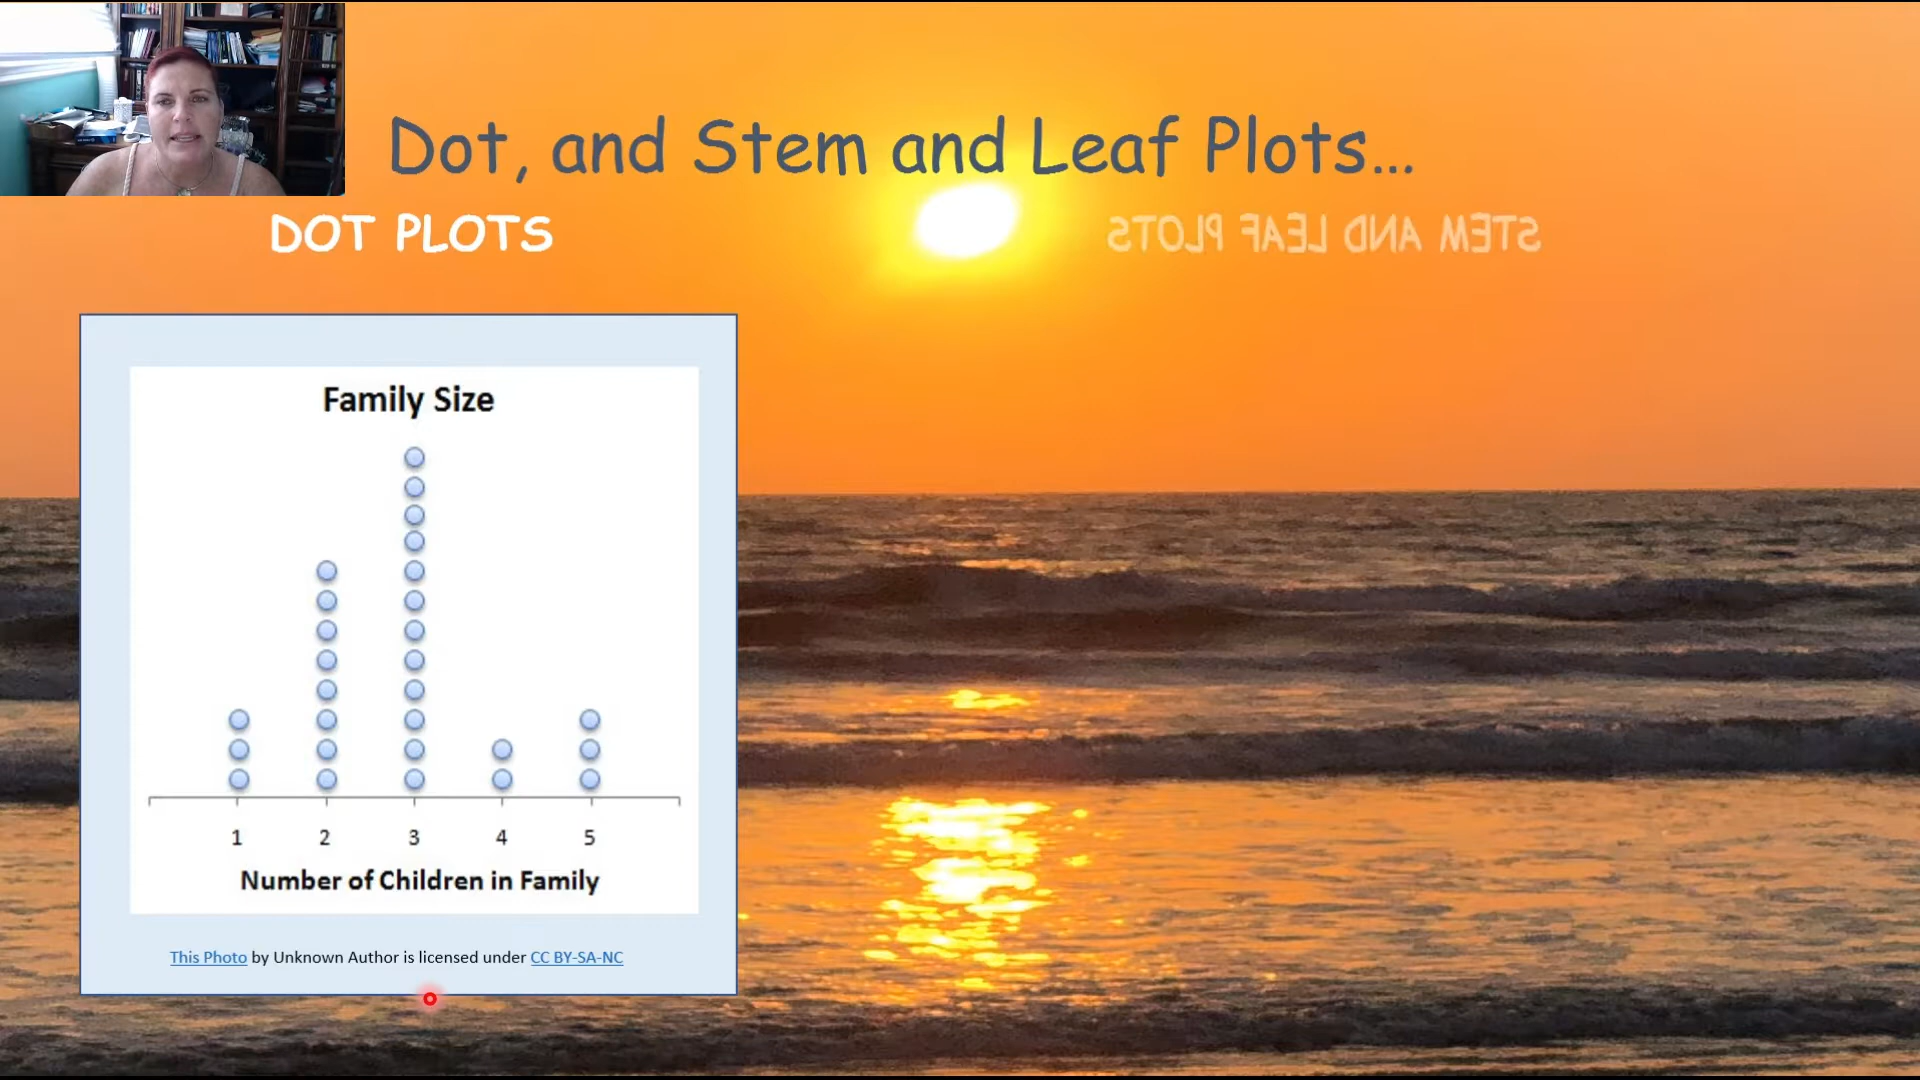 Dot, and Stem and Leaf Plots...
DOT PLOTS
STEM AND LEAF PLOTS
Family Size
1 2 3 4 5
Number of Children in Family
This Photo by Unknown Author is licensed under CC BY-SA-NC